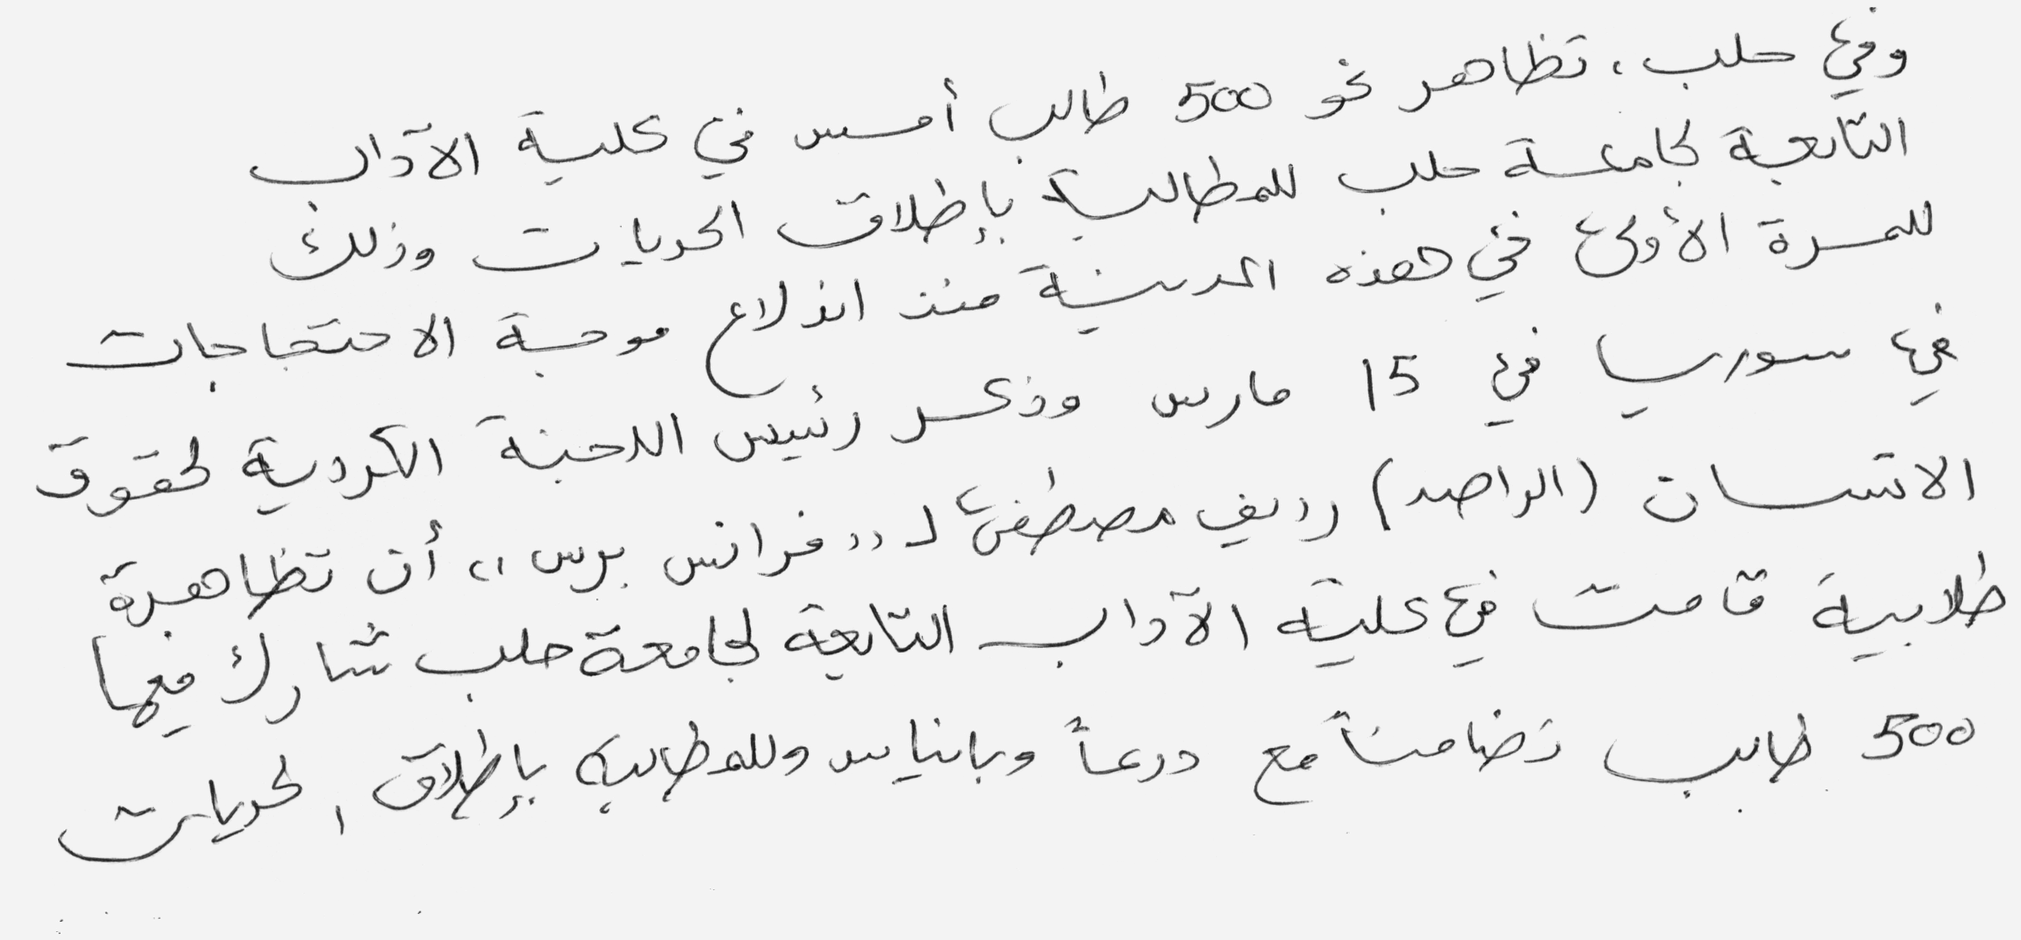 وفي حلب، تظاهر نحو 500 طالب أمس في كلية الآداب
التابعة لجامعة حلب للمطالبة بإطلاق الحريات وذلك
للمرة الأولى في هذه المدينة منذ اندلاع موجة الاحتجاجات
في سوريا في 15 مارس وذكر رئيس اللجنة الكردية لحقوق
الانسان (الراصد) رديف مصطفى لـ «فرانس برس»، أن تظاهرة
طلابية قامت في كلية الآداب التابعة لجامعة حلب شارك فيها
500 طالب تضامناً مع درعاً وبانياس وللمطالبة بإطلاق الحريات